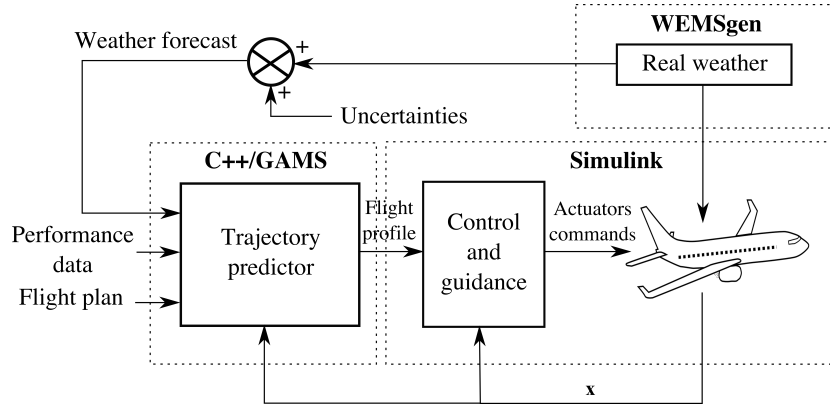 WEMSgen
Weather forecast
+
Real weather
+
Uncertainties
C++/GAMS
Simulink
Performance
data
Flight plan
Trajectory
predictor
Flight
profile
Control
and
guidance
Actuators
commands
x